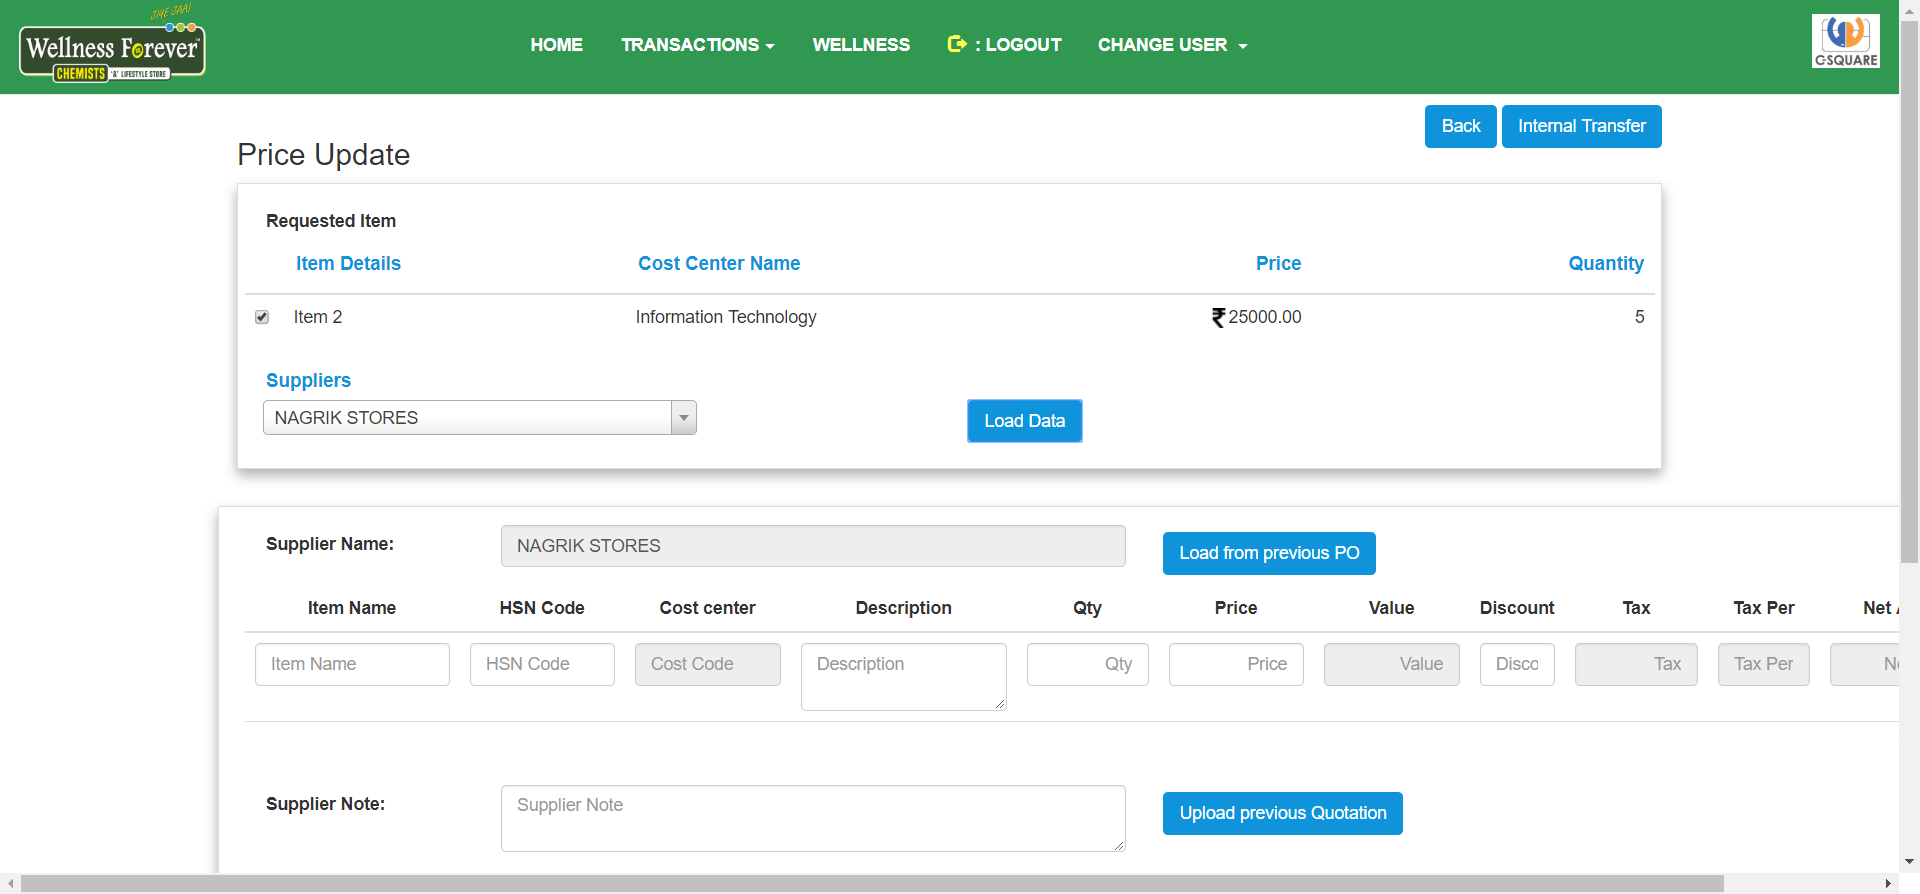 JIYE JAAI
Wellness Forever
CHEMISTS '&' LIFESTYLE STORE
HOME TRANSACTIONS WELLNESS : LOGOUT CHANGE USER
C-SQUARE
Back Internal Transfer
Price Update
Requested Item
Item Details Cost Center Name Price Quantity
Item 2 Information Technology ₹25000.00 5
Suppliers
NAGRIK STORES Load Data
Supplier Name: NAGRIK STORES Load from previous PO
Item Name HSN Code Cost center Description Qty Price Value Discount Tax Tax Per Net
Item Name HSN Code Cost Code Description Qty Price Value Disco Tax Tax Per
Supplier Note: Supplier Note Upload previous Quotation